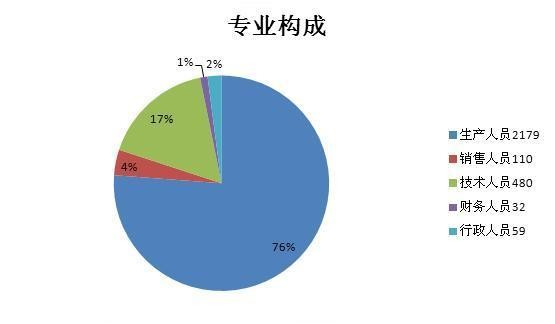 专业构成
1%
2%
17%
4%
76%
生产人员2179
销售人员110
技术人员480
财务人员32
行政人员59